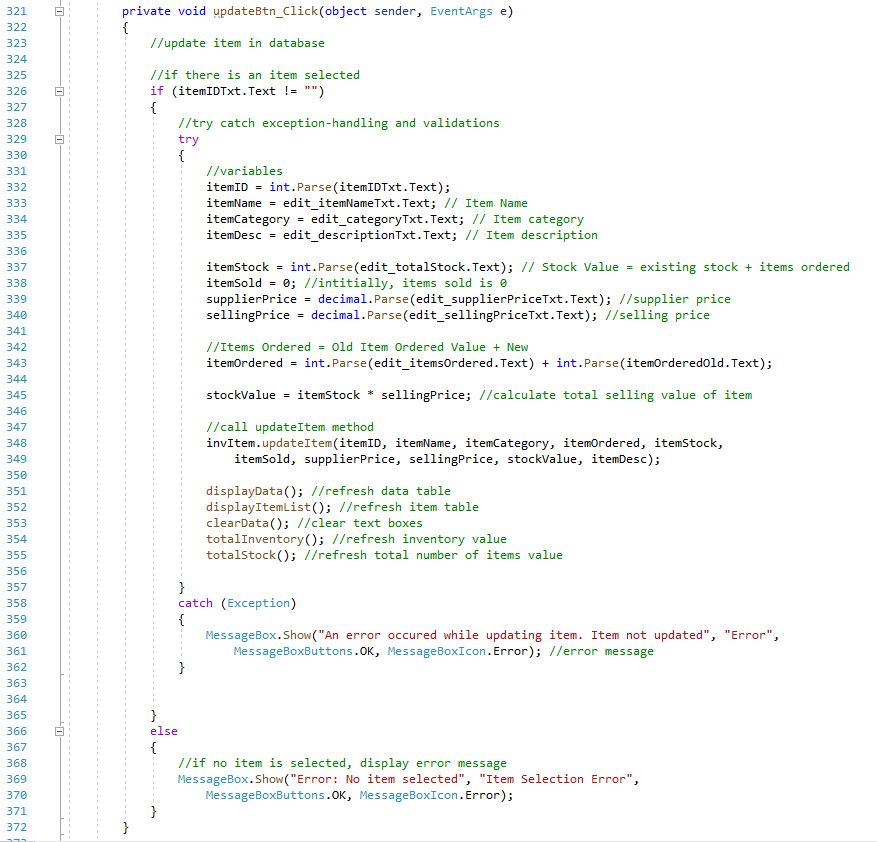 321 private void updateBtn_Click(object sender, EventArgs e)
322 {
323 //update item in database
324
325 //if there is an item selected
326 if (itemIDTxt.Text != "")
327 {
328 //try catch exception-handling and validations
329 try
330 {
331 //variables
332 itemID = int.Parse(itemIDTxt.Text);
333 itemName = edit_itemNameTxt.Text; // Item Name
334 itemCategory = edit_categoryTxt.Text; // Item category
335 itemDesc = edit_descriptionTxt.Text; // Item description
336
337 itemStock = int.Parse(edit_totalStock.Text); // Stock Value = existing stock + items ordered
338 itemSold = 0; //intitially, items sold is 0
339 supplierPrice = decimal.Parse(edit_supplierPriceTxt.Text); //supplier price
340 sellingPrice = decimal.Parse(edit_sellingPriceTxt.Text); //selling price
341
342 //Items Ordered = Old Item Ordered Value + New
343 itemOrdered = int.Parse(edit_itemsOrdered.Text) + int.Parse(itemOrderedOld.Text);
344
345 stockValue = itemStock * sellingPrice; //calculate total selling value of item
346
347 //call updateItem method
348 invItem.updateItem(itemID, itemName, itemCategory, itemOrdered, itemStock,
349 itemSold, supplierPrice, sellingPrice, stockValue, itemDesc);
350
351 displayData(); //refresh data table
352 displayItemList(); //refresh item table
353 clearData(); //clear text boxes
354 totalInventory(); //refresh inventory value
355 totalStock(); //refresh total number of items value
356
357 }
358 catch (Exception)
359 {
360 MessageBox.Show("An error occured while updating item. Item not updated", "Error",
361 MessageBoxButtons.OK, MessageBoxIcon.Error); //error message
362 }
363
364
365 }
366 else
367 {
368 //if no item is selected, display error message
369 MessageBox.Show("Error: No item selected", "Item Selection Error",
370 MessageBoxButtons.OK, MessageBoxIcon.Error);
371 }
372 }